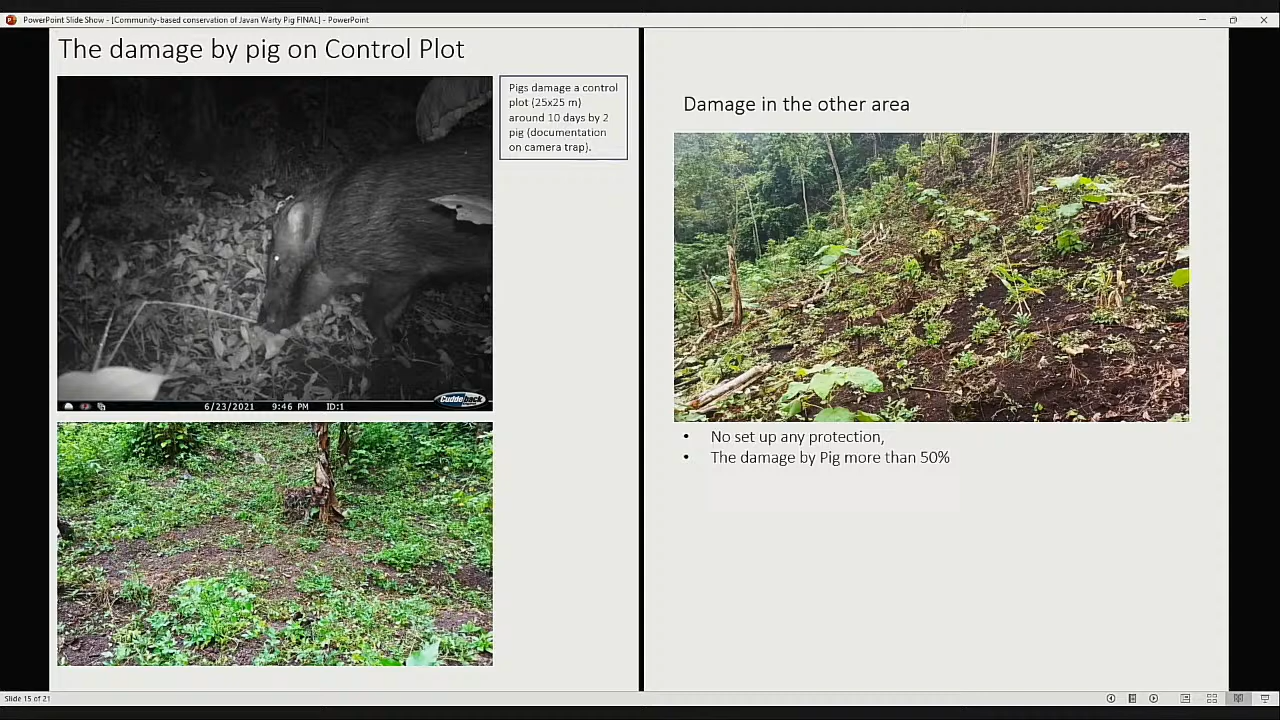 PowerPoint Slide Show - [Community-based conservation of Javan Warty Pig FINAL] - PowerPoint
The damage by pig on Control Plot
Pigs damage a control
plot (25x25 m)
around 10 days by 2
pig (documentation
on camera trap).
6/23/2021 9:46 PM ID:1
Cuddeback
Damage in the other area
• No set up any protection,
• The damage by Pig more than 50%
Slide 15 of 21